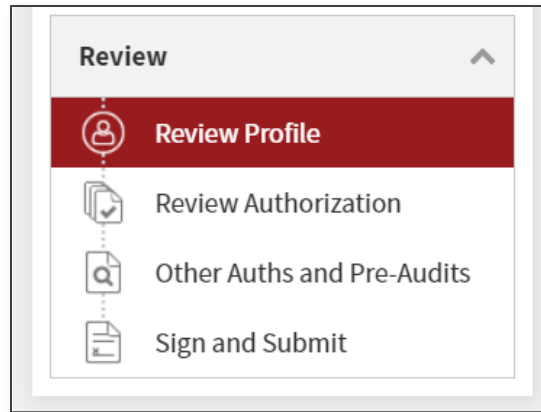 Review
Review Profile
Review Authorization
Other Auths and Pre-Audits
Sign and Submit